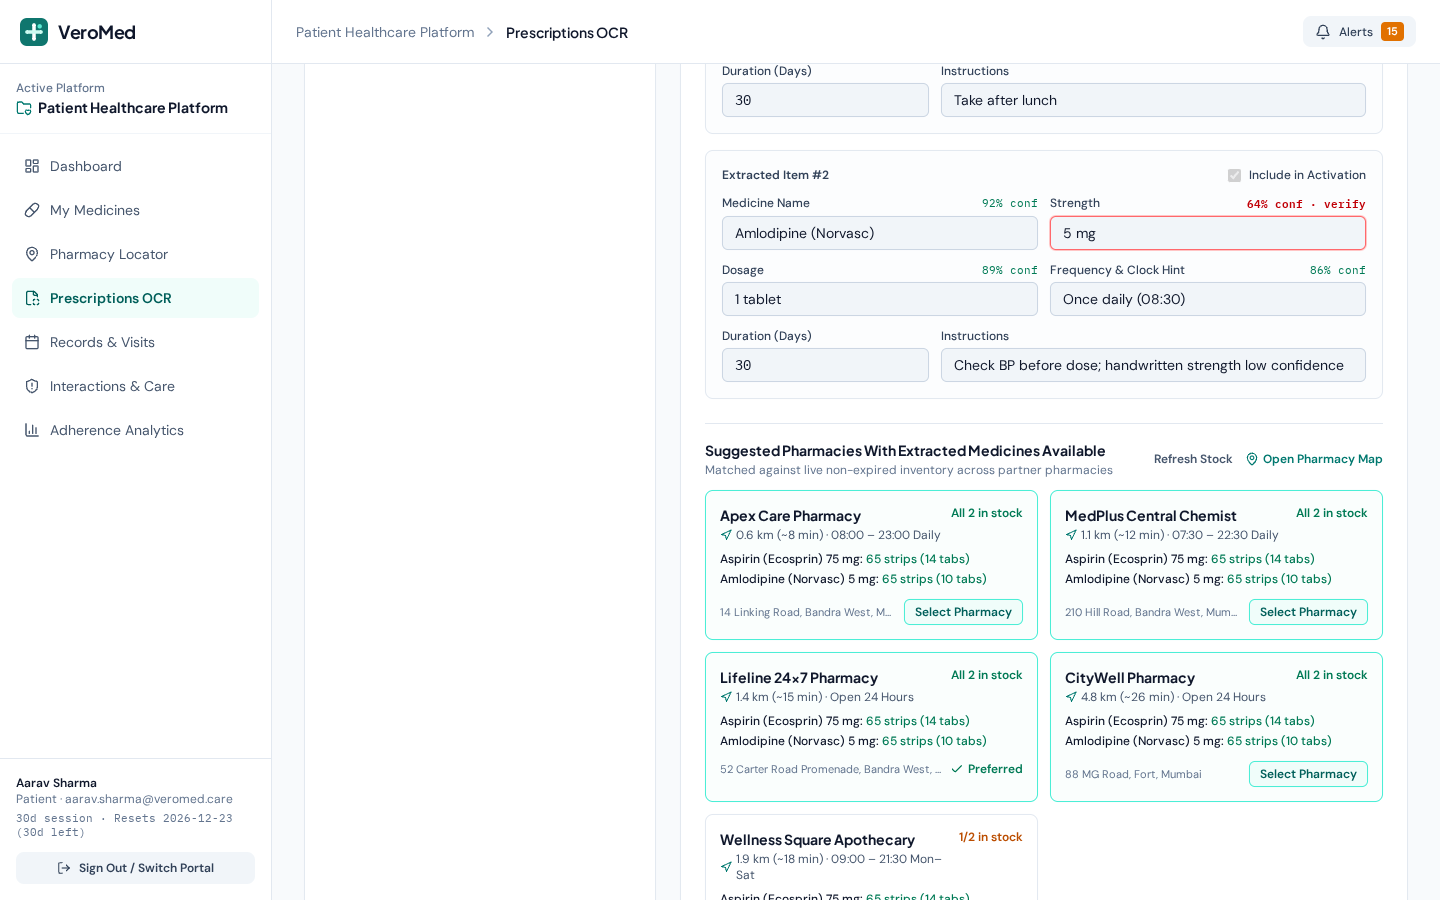 VeroMed
Patient Healthcare Platform
Prescriptions OCR
Alerts
15
Active Platform
Patient Healthcare Platform
Dashboard
My Medicines
Pharmacy Locator
Prescriptions OCR
Records & Visits
Interactions & Care
Adherence Analytics
Aarav Sharma
Patient · aarav.sharma@veromed.care
30d session · Resets 2026-12-23
(30d left)
Sign Out / Switch Portal
Duration (Days)
Instructions
30
Take after lunch
Extracted Item #2
Include in Activation
Medicine Name
92% conf
Strength
64% conf · verify
Amlodipine (Norvasc)
5 mg
Dosage
89% conf
Frequency & Clock Hint
86% conf
1 tablet
Once daily (08:30)
Duration (Days)
Instructions
30
Check BP before dose; handwritten strength low confidence
Suggested Pharmacies With Extracted Medicines Available
Matched against live non-expired inventory across partner pharmacies
Refresh Stock
Open Pharmacy Map
Apex Care Pharmacy
All 2 in stock
0.6 km (~8 min) · 08:00 – 23:00 Daily
Aspirin (Ecosprin) 75 mg: 65 strips (14 tabs)
Amlodipine (Norvasc) 5 mg: 65 strips (10 tabs)
14 Linking Road, Bandra West, M...
Select Pharmacy
MedPlus Central Chemist
All 2 in stock
1.1 km (~12 min) · 07:30 – 22:30 Daily
Aspirin (Ecosprin) 75 mg: 65 strips (14 tabs)
Amlodipine (Norvasc) 5 mg: 65 strips (10 tabs)
210 Hill Road, Bandra West, Mum...
Select Pharmacy
Lifeline 24×7 Pharmacy
All 2 in stock
1.4 km (~15 min) · Open 24 Hours
Aspirin (Ecosprin) 75 mg: 65 strips (14 tabs)
Amlodipine (Norvasc) 5 mg: 65 strips (10 tabs)
52 Carter Road Promenade, Bandra West, ...
Preferred
CityWell Pharmacy
All 2 in stock
4.8 km (~26 min) · Open 24 Hours
Aspirin (Ecosprin) 75 mg: 65 strips (14 tabs)
Amlodipine (Norvasc) 5 mg: 65 strips (10 tabs)
88 MG Road, Fort, Mumbai
Select Pharmacy
Wellness Square Apothecary
1/2 in stock
1.9 km (~18 min) · 09:00 – 21:30 Mon–
Sat
Aspirin (Ecosprin) 75 mg: 65 strips (14 tabs)